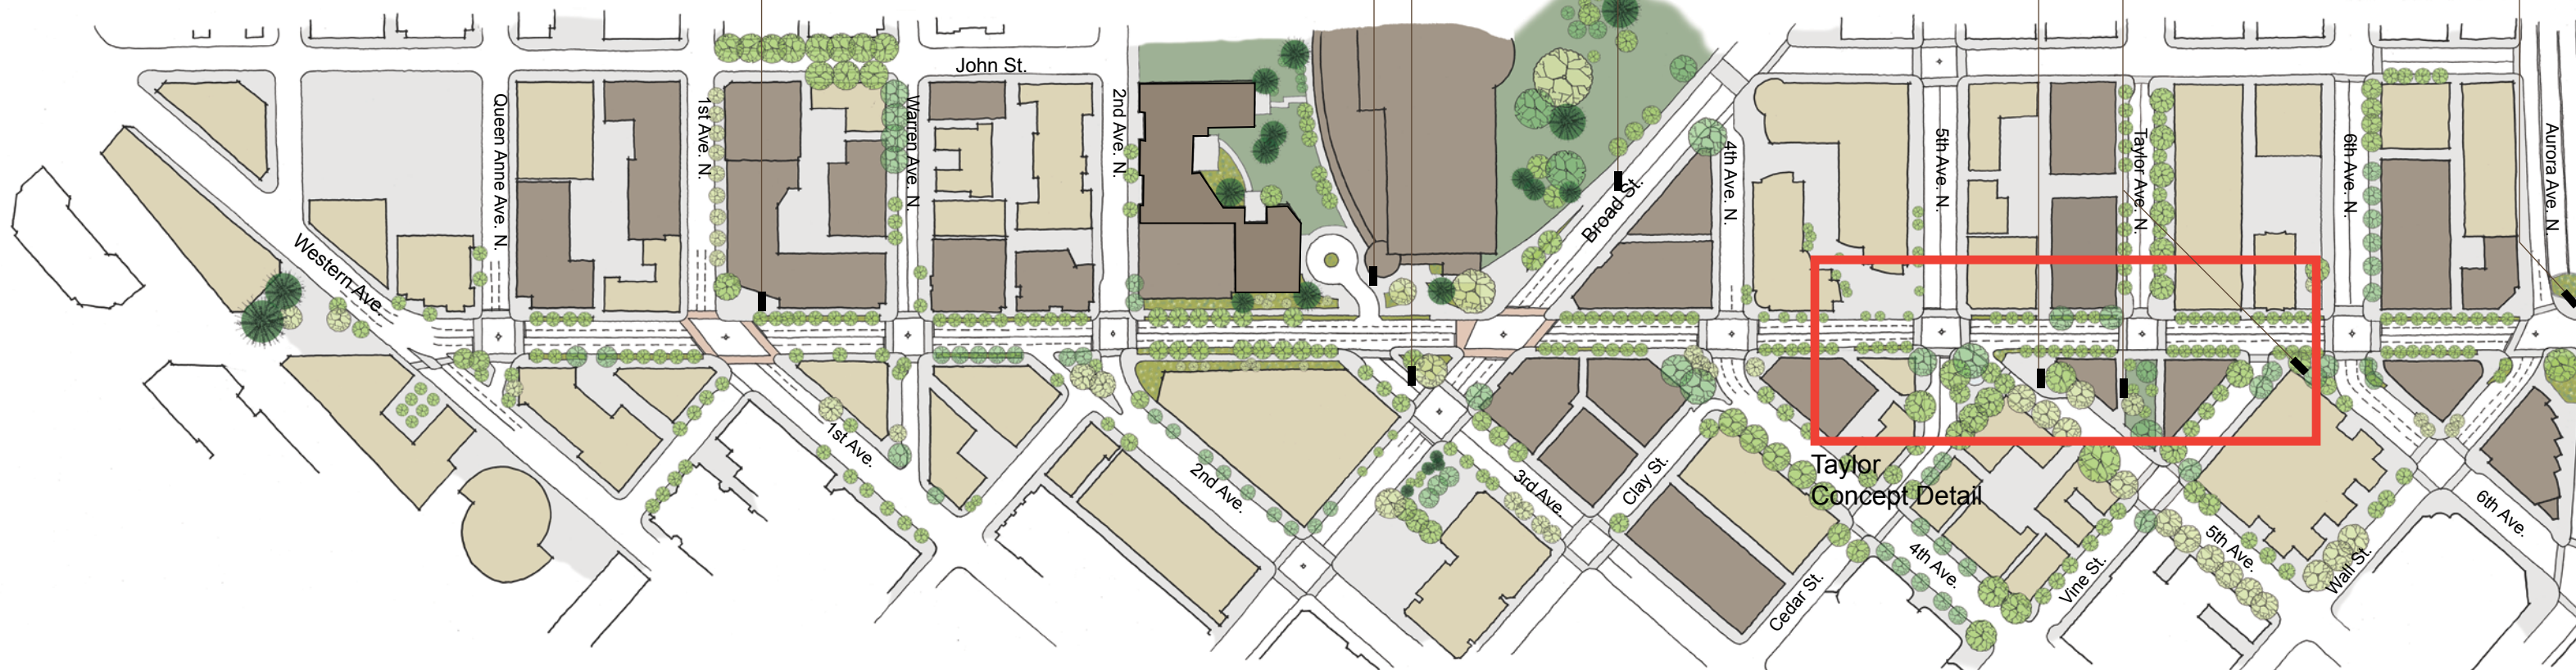 John St.
Queen Anne Ave. N.
1st Ave. N.
Warren Ave. N.
2nd Ave. N.
Broad St.
4th Ave. N.
5th Ave. N.
Taylor Ave. N.
6th Ave. N.
Aurora Ave. N.
Western Ave.
1st Ave.
2nd Ave.
3rd Ave.
Clay St.
Taylor
Concept Detail
Cedar St.
4th Ave.
Vine St.
5th Ave.
Wall St.
6th Ave.